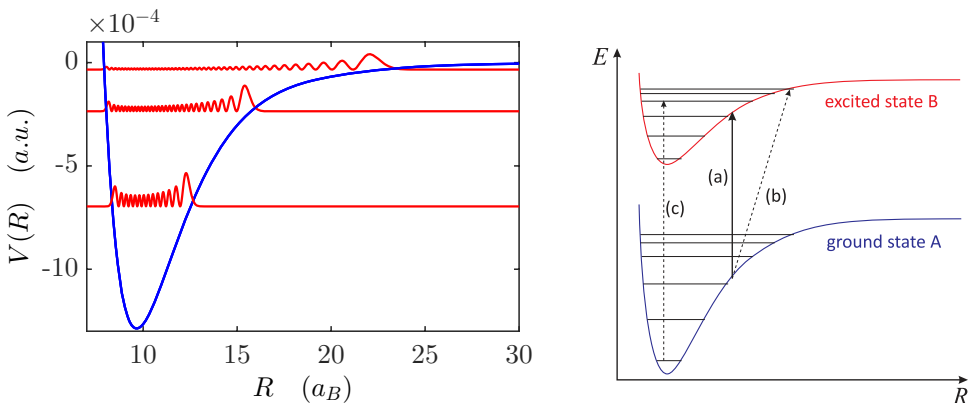 ×10⁻⁴
0
-5
-10
V(R) (a.u.)
10
15
20
25
30
R (a_B)
E
excited state B
(a)
(b)
(c)
ground state A
R